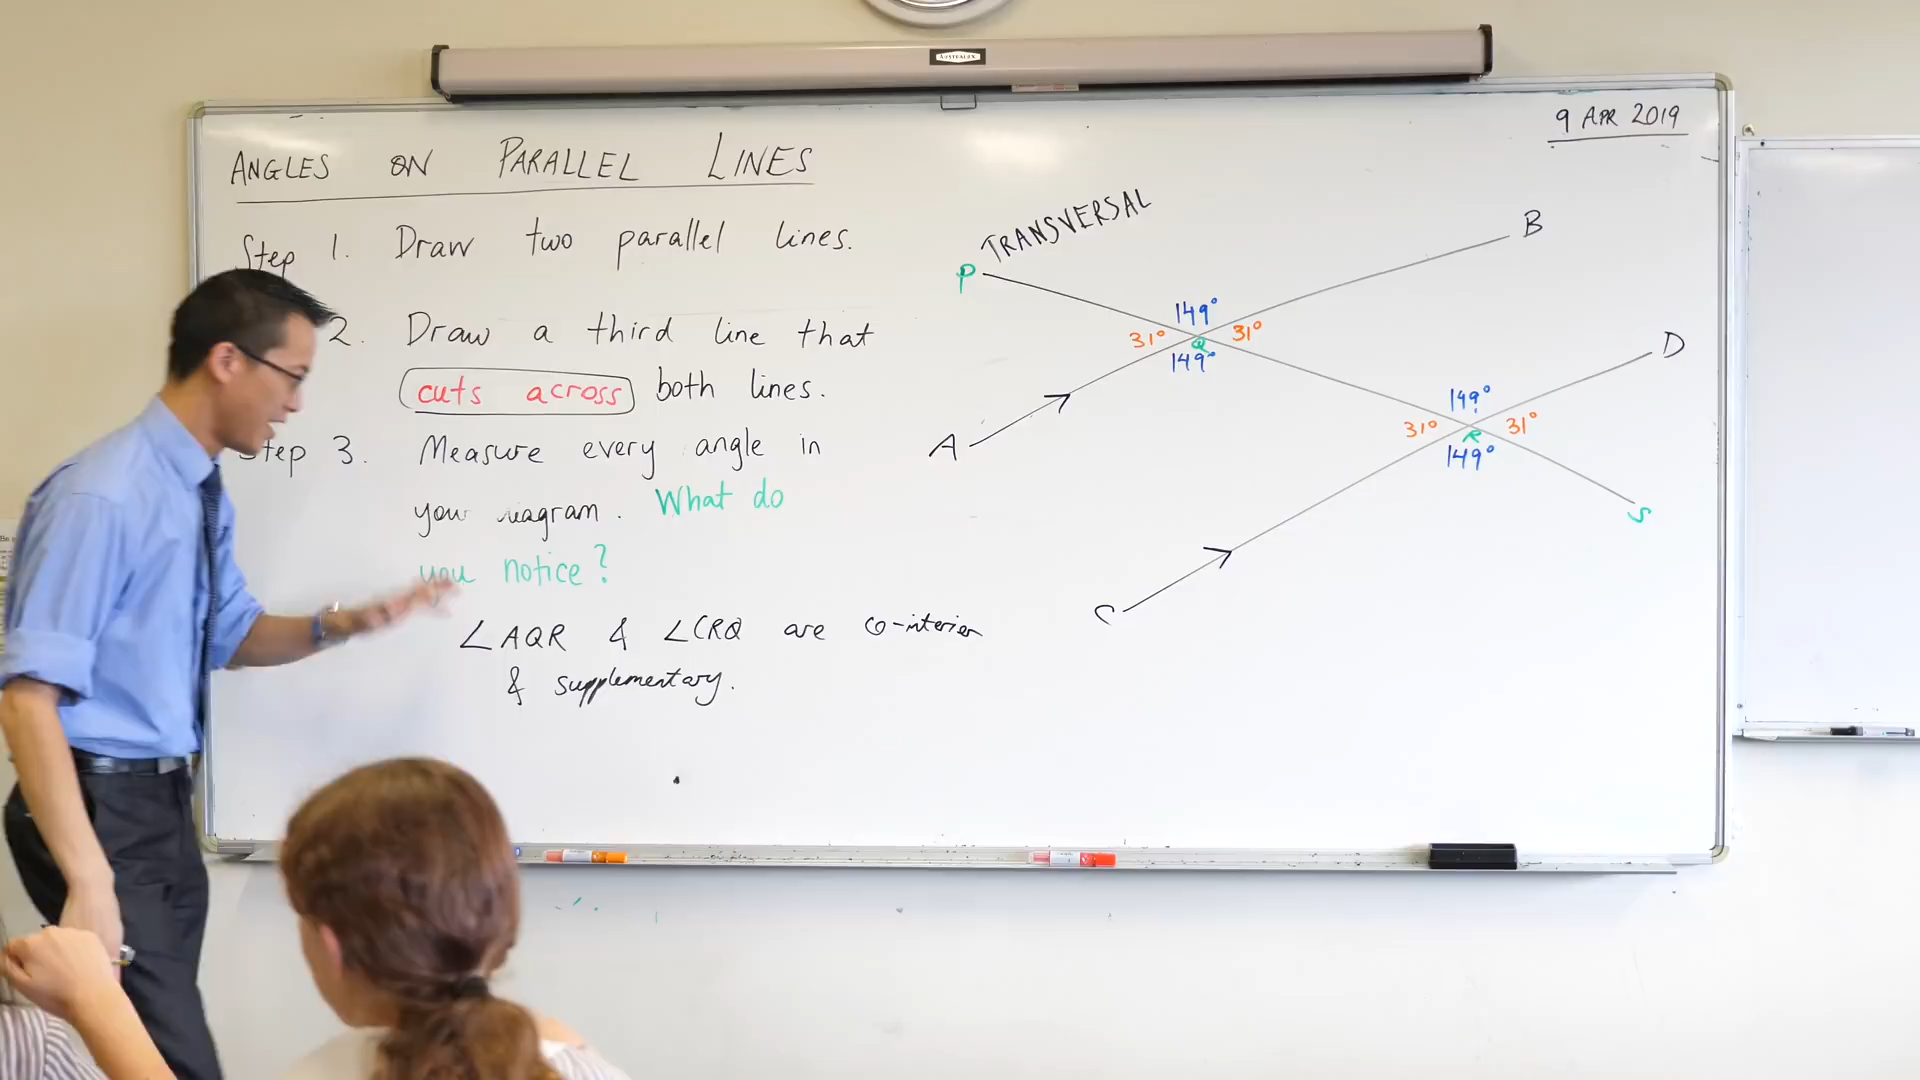 AUSTRALUX
9 APR 2019
ANGLES ON PARALLEL LINES
Step 1. Draw two parallel lines.
2. Draw a third line that
cuts across both lines.
Step 3. Measure every angle in
your diagram. What do
you notice?
∠AQR & ∠CRQ are co-interior
& supplementary.
TRANSVERSAL
P
B
149°
31° 31°
Q
149°
A
D
149°
31° 31°
R
149°
S
C